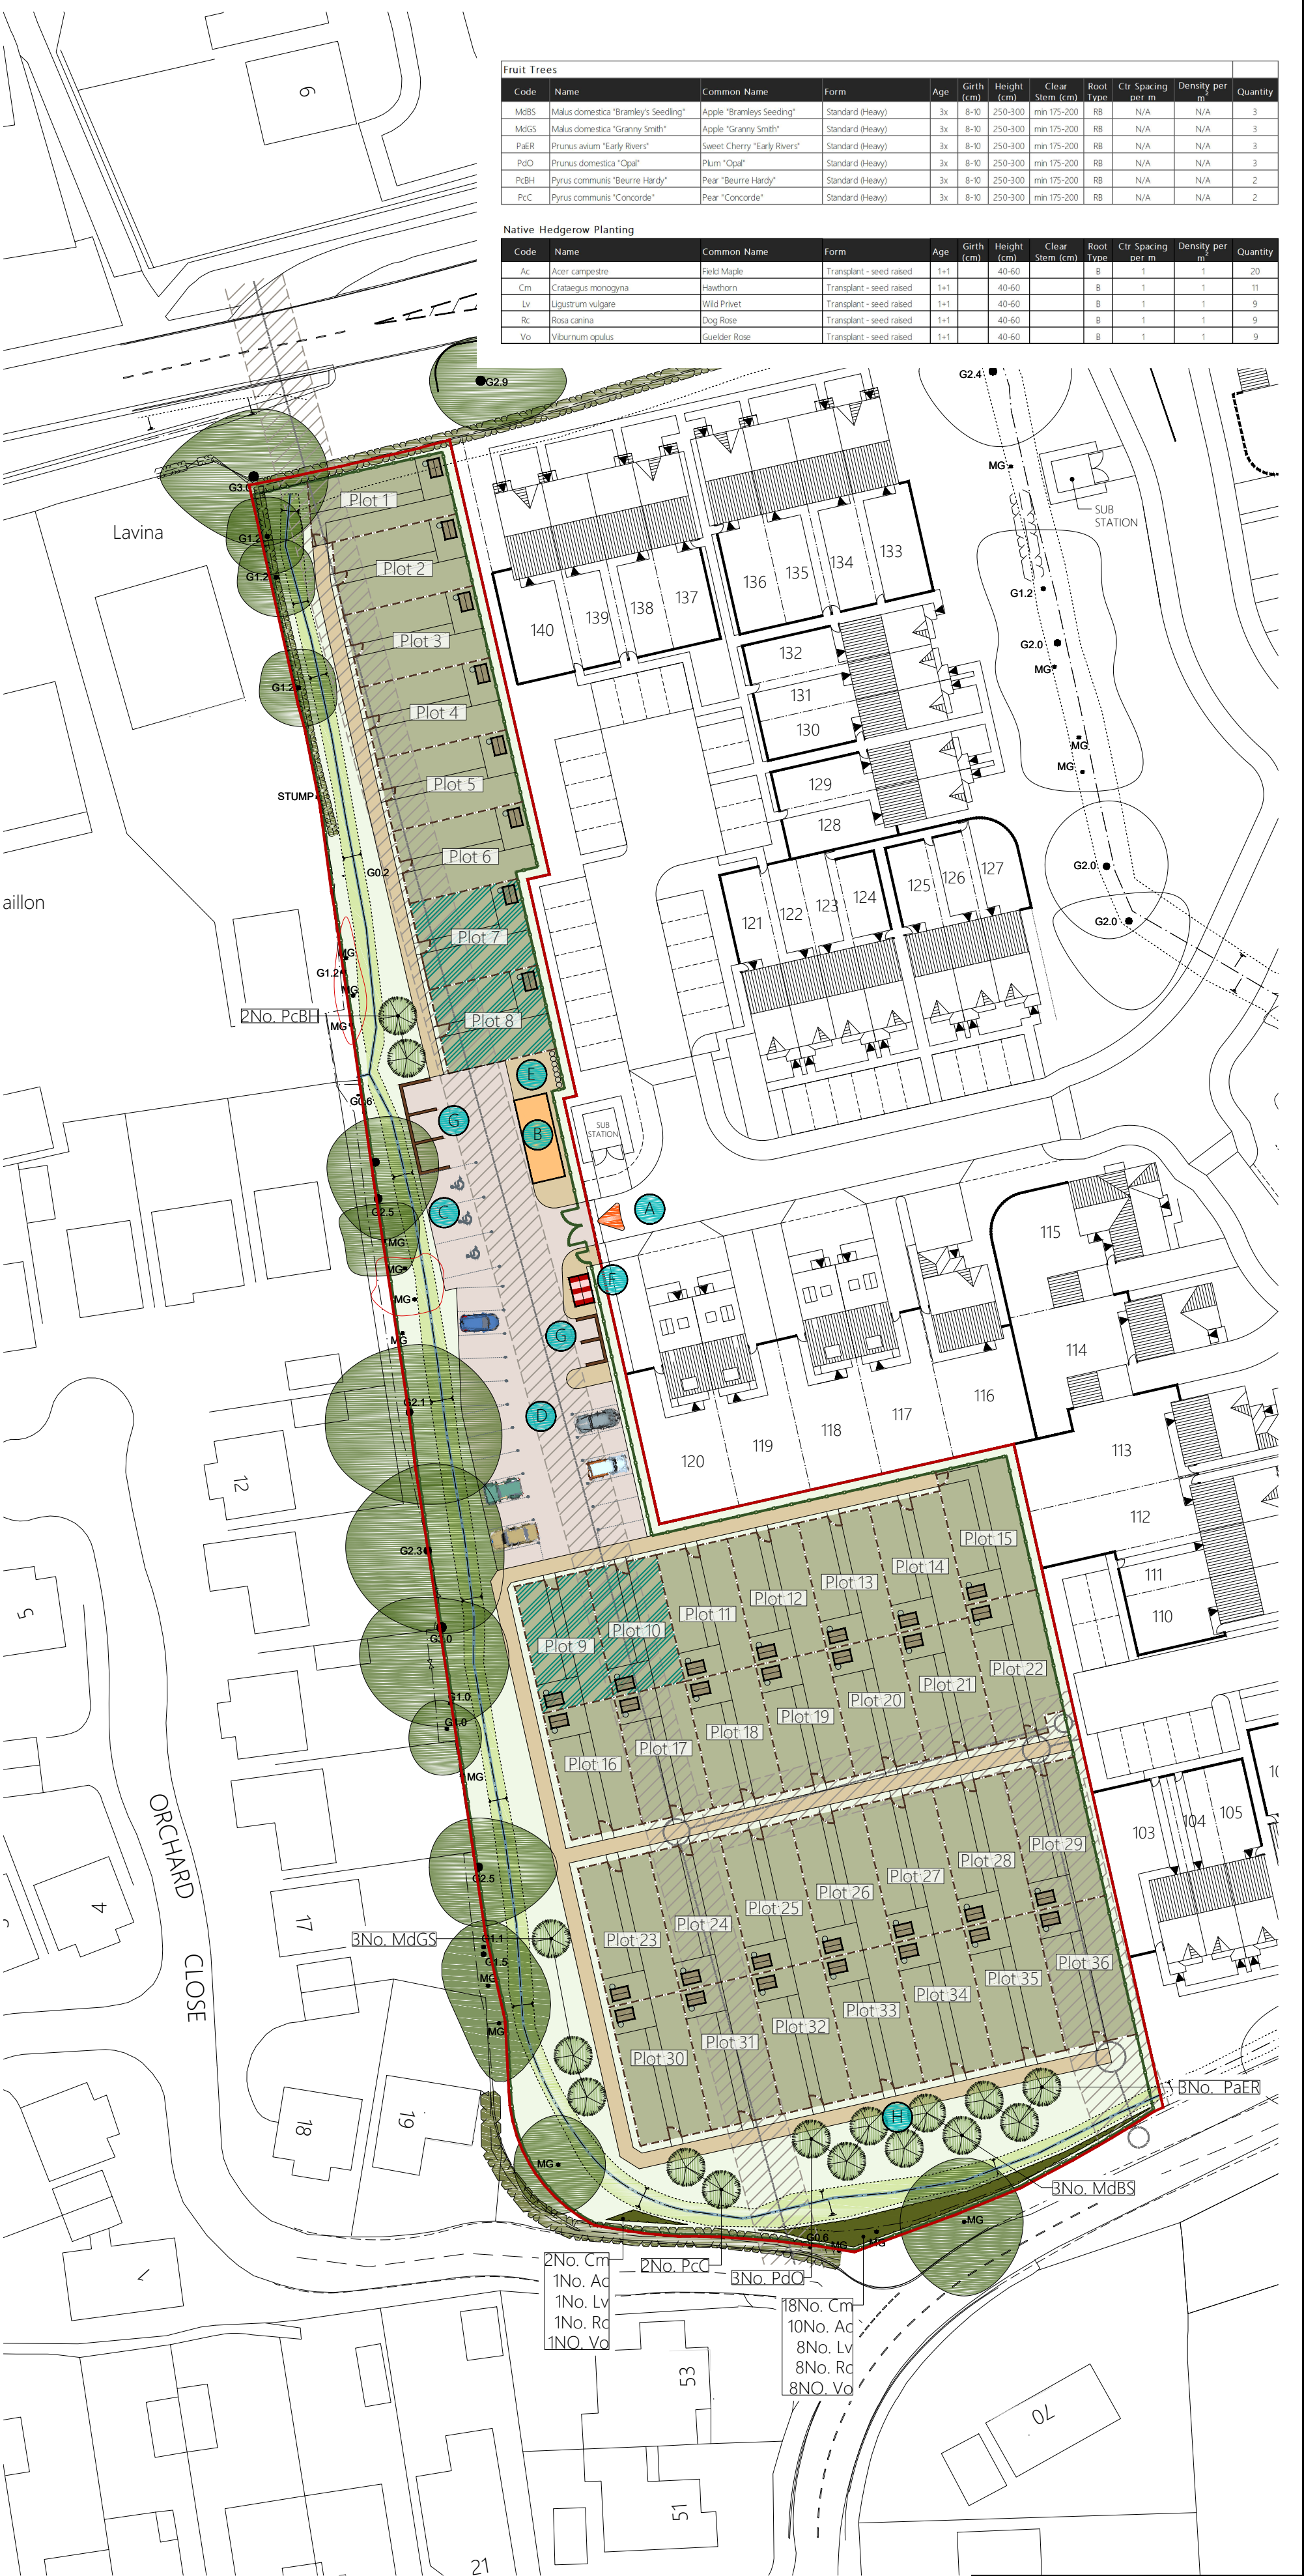 Fruit Trees
Code Name Common Name Form Age Girth (cm) Height (cm) Clear Stem (cm) Root Type Ctr Spacing per m Density per m² Quantity
MdBS Malus domestica "Bramley's Seedling" Apple "Bramleys Seeding" Standard (Heavy) 3x 8-10 250-300 min 175-200 RB N/A N/A 3
MdGS Malus domestica "Granny Smith" Apple "Granny Smith" Standard (Heavy) 3x 8-10 250-300 min 175-200 RB N/A N/A 3
PaER Prunus avium "Early Rivers" Sweet Cherry "Early Rivers" Standard (Heavy) 3x 8-10 250-300 min 175-200 RB N/A N/A 3
PdO Prunus domestica "Opal" Plum "Opal" Standard (Heavy) 3x 8-10 250-300 min 175-200 RB N/A N/A 3
PcBH Pyrus communis "Beurre Hardy" Pear "Beurre Hardy" Standard (Heavy) 3x 8-10 250-300 min 175-200 RB N/A N/A 2
PcC Pyrus communis "Concorde" Pear "Concorde" Standard (Heavy) 3x 8-10 250-300 min 175-200 RB N/A N/A 2
Native Hedgerow Planting
Code Name Common Name Form Age Girth (cm) Height (cm) Clear Stem (cm) Root Type Ctr Spacing per m Density per m² Quantity
Ac Acer campestre Field Maple Transplant - seed raised 1+1 40-60 B 1 1 20
Cm Crataegus monogyna Hawthorn Transplant - seed raised 1+1 40-60 B 1 1 11
Lv Ligustrum vulgare Wild Privet Transplant - seed raised 1+1 40-60 B 1 1 9
Rc Rosa canina Dog Rose Transplant - seed raised 1+1 40-60 B 1 1 9
Vo Viburnum opulus Guelder Rose Transplant - seed raised 1+1 40-60 B 1 1 9
G2.9
G2.4
MG
SUB
STATION
Lavina
G1.2
G1.2
G1.2
STUMP
G0.2
aillon
Plot 1
Plot 2
Plot 3
Plot 4
Plot 5
Plot 6
Plot 7
Plot 8
140
139
138
137
136
135
134
133
132
131
130
129
128
121
122
123
124
125
126
127
G1.2
G2.0
MG
MG
MG
G2.0
G2.0
MG
G1.2
MG
MG
2No. PcBH
G0.6
E
G
B
SUB
STATION
C
A
F
G
D
G2.5
MG
MG
MG
MG
G2.1
G2.3
G3.0
G1.0
G1.0
MG
G2.5
115
114
116
117
118
119
120
113
112
111
110
103
104
105
12
5
4
17
18
19
1
ORCHARD
CLOSE
Plot 9
Plot 10
Plot 11
Plot 12
Plot 13
Plot 14
Plot 15
Plot 16
Plot 17
Plot 18
Plot 19
Plot 20
Plot 21
Plot 22
Plot 23
Plot 24
Plot 25
Plot 26
Plot 27
Plot 28
Plot 29
Plot 30
Plot 31
Plot 32
Plot 33
Plot 34
Plot 35
Plot 36
3No. MdGS
G1.5
MG
MG
MG
H
3No. PaER
3No. MdBS
MG
G0.6
MG
MG
2No. Cm
1No. Ac
1No. Lv
1No. Rc
1NO. Vo
2No. PcC
3No. PdO
18No. Cm
10No. Ac
8No. Lv
8No. Rc
8NO. Vo
53
51
70
21